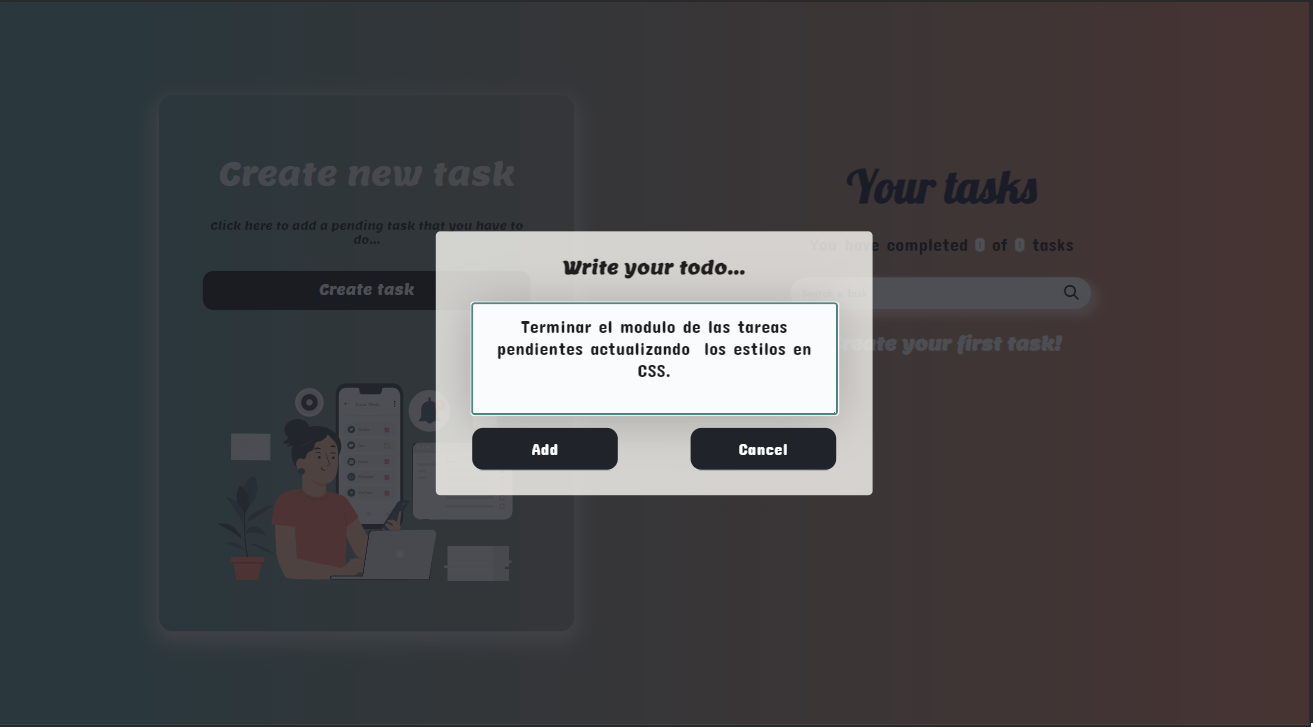 Create new task
Click here to add a pending task that you have to
do...
Create task
Your tasks
You have completed 0 of 0 tasks
Create your first task!
Write your todo...
Terminar el modulo de las tareas
pendientes actualizando  los estilos en
CSS.
Add
Cancel